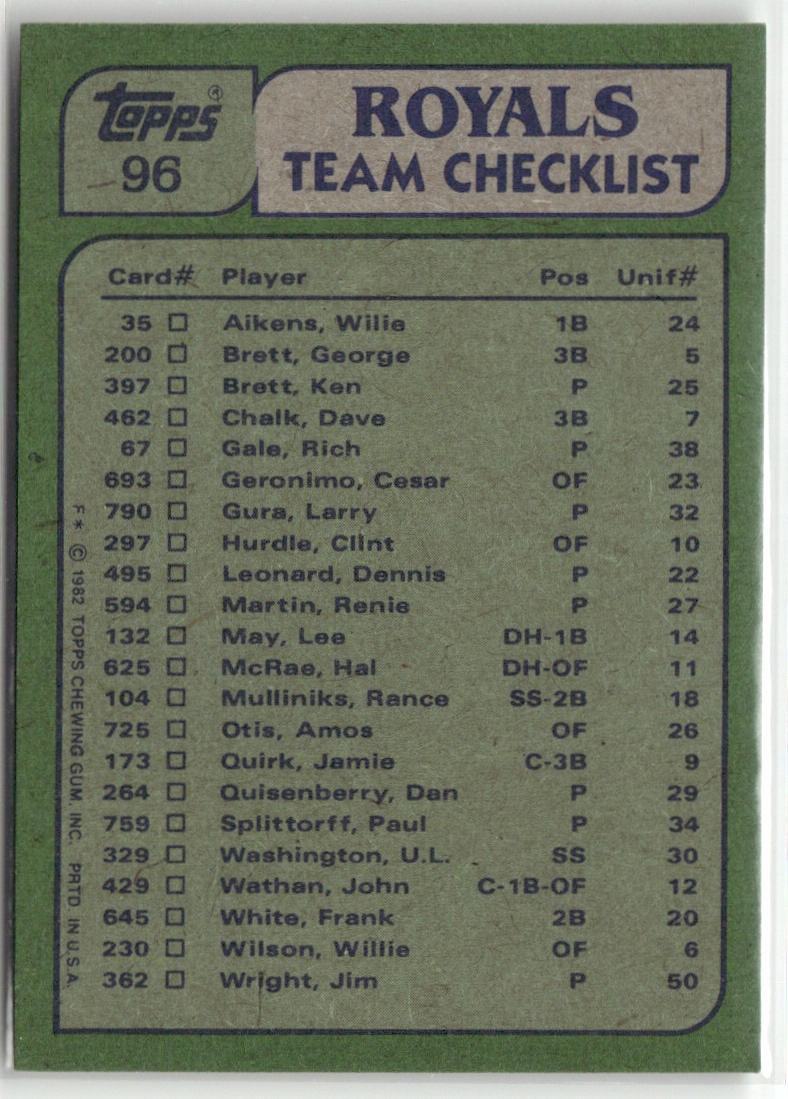 topps®
96
ROYALS
TEAM CHECKLIST
Card# Player Pos Unif#
35 Aikens, Wilie 1B 24
200 Brett, George 3B 5
397 Brett, Ken P 25
462 Chalk, Dave 3B 7
67 Gale, Rich P 38
693 Geronimo, Cesar OF 23
790 Gura, Larry P 32
297 Hurdle, Clint OF 10
495 Leonard, Dennis P 22
594 Martin, Renie P 27
132 May, Lee DH-1B 14
625 McRae, Hal DH-OF 11
104 Mulliniks, Rance SS-2B 18
725 Otis, Amos OF 26
173 Quirk, Jamie C-3B 9
264 Quisenberry, Dan P 29
759 Splittorff, Paul P 34
329 Washington, U.L. SS 30
429 Wathan, John C-1B-OF 12
645 White, Frank 2B 20
230 Wilson, Willie OF 6
362 Wright, Jim P 50
F* © 1982 TOPPS CHEWING GUM, INC. PRTD. IN U.S.A.